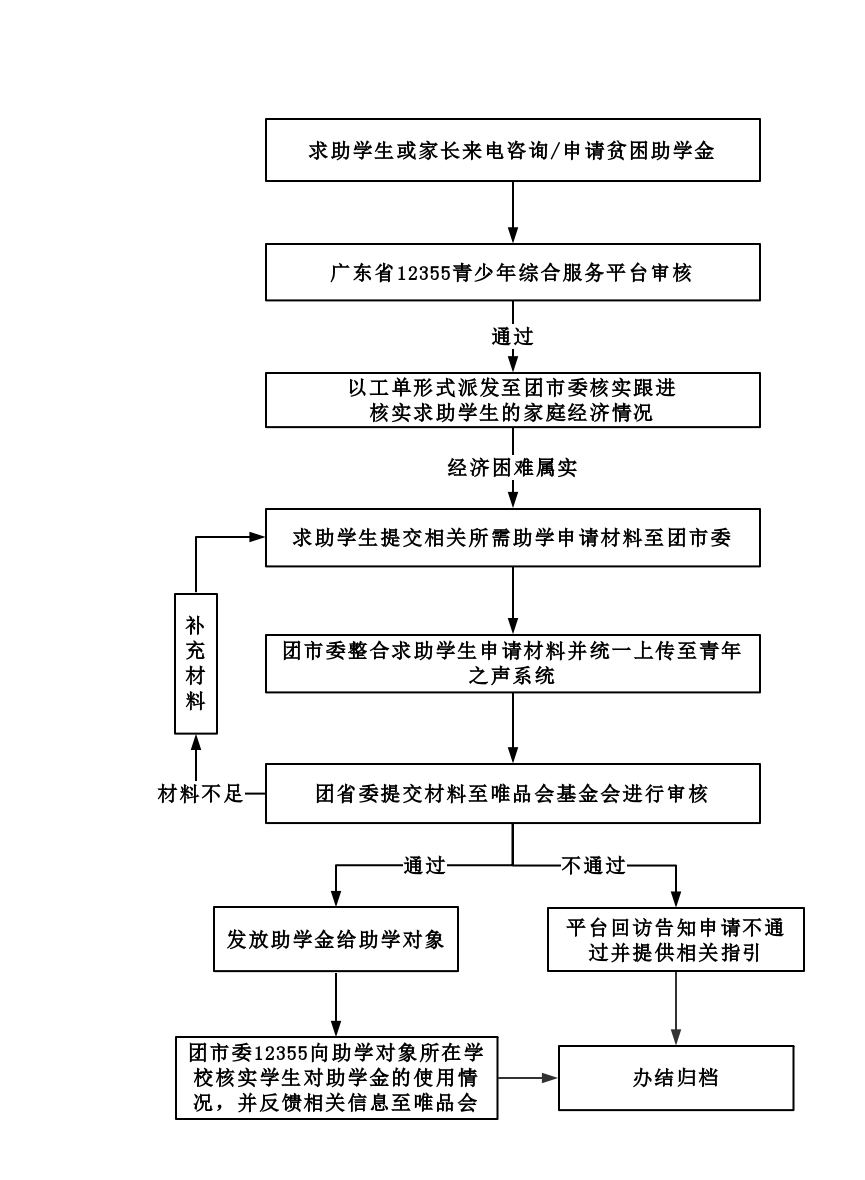 求助学生或家长来电咨询/申请贫困助学金
广东省12355青少年综合服务平台审核
通过
以工单形式派发至团市委核实跟进
核实求助学生的家庭经济情况
经济困难属实
求助学生提交相关所需助学申请材料至团市委
补
充
材
料
团市委整合求助学生申请材料并统一上传至青年
之声系统
材料不足
团省委提交材料至唯品会基金会进行审核
通过
不通过
发放助学金给助学对象
平台回访告知申请不通
过并提供相关指引
团市委12355向助学对象所在学
校核实学生对助学金的使用情
况，并反馈相关信息至唯品会
办结归档